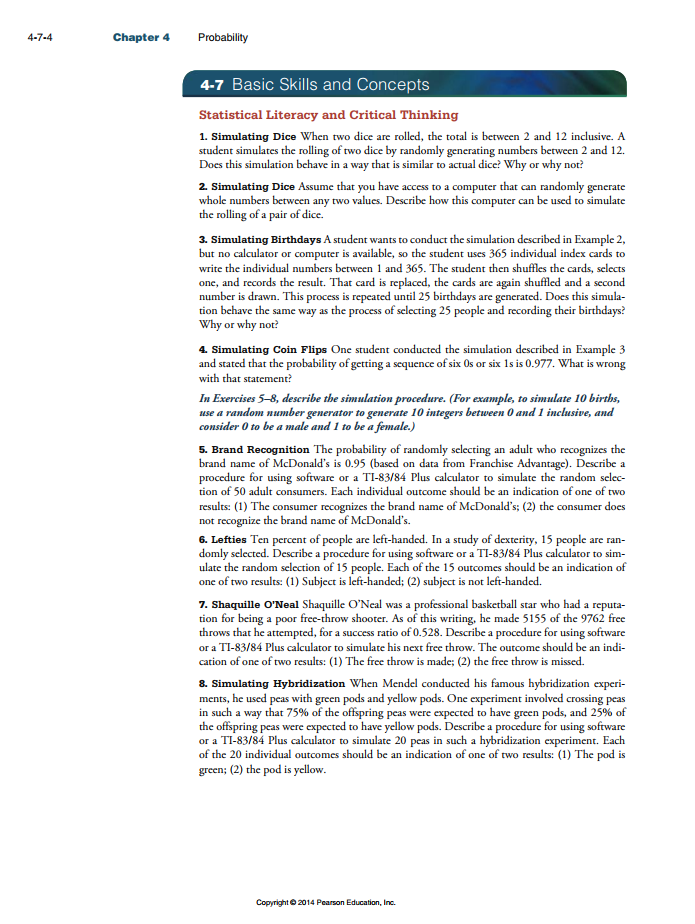 4-7-4 Chapter 4 Probability
4-7 Basic Skills and Concepts
Statistical Literacy and Critical Thinking
1. Simulating Dice When two dice are rolled, the total is between 2 and 12 inclusive. A
student simulates the rolling of two dice by randomly generating numbers between 2 and 12.
Does this simulation behave in a way that is similar to actual dice? Why or why not?
2. Simulating Dice Assume that you have access to a computer that can randomly generate
whole numbers between any two values. Describe how this computer can be used to simulate
the rolling of a pair of dice.
3. Simulating Birthdays A student wants to conduct the simulation described in Example 2,
but no calculator or computer is available, so the student uses 365 individual index cards to
write the individual numbers between 1 and 365. The student then shuffles the cards, selects
one, and records the result. That card is replaced, the cards are again shuffled and a second
number is drawn. This process is repeated until 25 birthdays are generated. Does this simula-
tion behave the same way as the process of selecting 25 people and recording their birthdays?
Why or why not?
4. Simulating Coin Flips One student conducted the simulation described in Example 3
and stated that the probability of getting a sequence of six 0s or six 1s is 0.977. What is wrong
with that statement?
In Exercises 5–8, describe the simulation procedure. (For example, to simulate 10 births,
use a random number generator to generate 10 integers between 0 and 1 inclusive, and
consider 0 to be a male and 1 to be a female.)
5. Brand Recognition The probability of randomly selecting an adult who recognizes the
brand name of McDonald's is 0.95 (based on data from Franchise Advantage). Describe a
procedure for using software or a TI-83/84 Plus calculator to simulate the random selec-
tion of 50 adult consumers. Each individual outcome should be an indication of one of two
results: (1) The consumer recognizes the brand name of McDonald's; (2) the consumer does
not recognize the brand name of McDonald's.
6. Lefties Ten percent of people are left-handed. In a study of dexterity, 15 people are ran-
domly selected. Describe a procedure for using software or a TI-83/84 Plus calculator to sim-
ulate the random selection of 15 people. Each of the 15 outcomes should be an indication of
one of two results: (1) Subject is left-handed; (2) subject is not left-handed.
7. Shaquille O'Neal Shaquille O'Neal was a professional basketball star who had a reputa-
tion for being a poor free-throw shooter. As of this writing, he made 5155 of the 9762 free
throws that he attempted, for a success ratio of 0.528. Describe a procedure for using software
or a TI-83/84 Plus calculator to simulate his next free throw. The outcome should be an indi-
cation of one of two results: (1) The free throw is made; (2) the free throw is missed.
8. Simulating Hybridization When Mendel conducted his famous hybridization experi-
ments, he used peas with green pods and yellow pods. One experiment involved crossing peas
in such a way that 75% of the offspring peas were expected to have green pods, and 25% of
the offspring peas were expected to have yellow pods. Describe a procedure for using software
or a TI-83/84 Plus calculator to simulate 20 peas in such a hybridization experiment. Each
of the 20 individual outcomes should be an indication of one of two results: (1) The pod is
green; (2) the pod is yellow.
Copyright © 2014 Pearson Education, Inc.